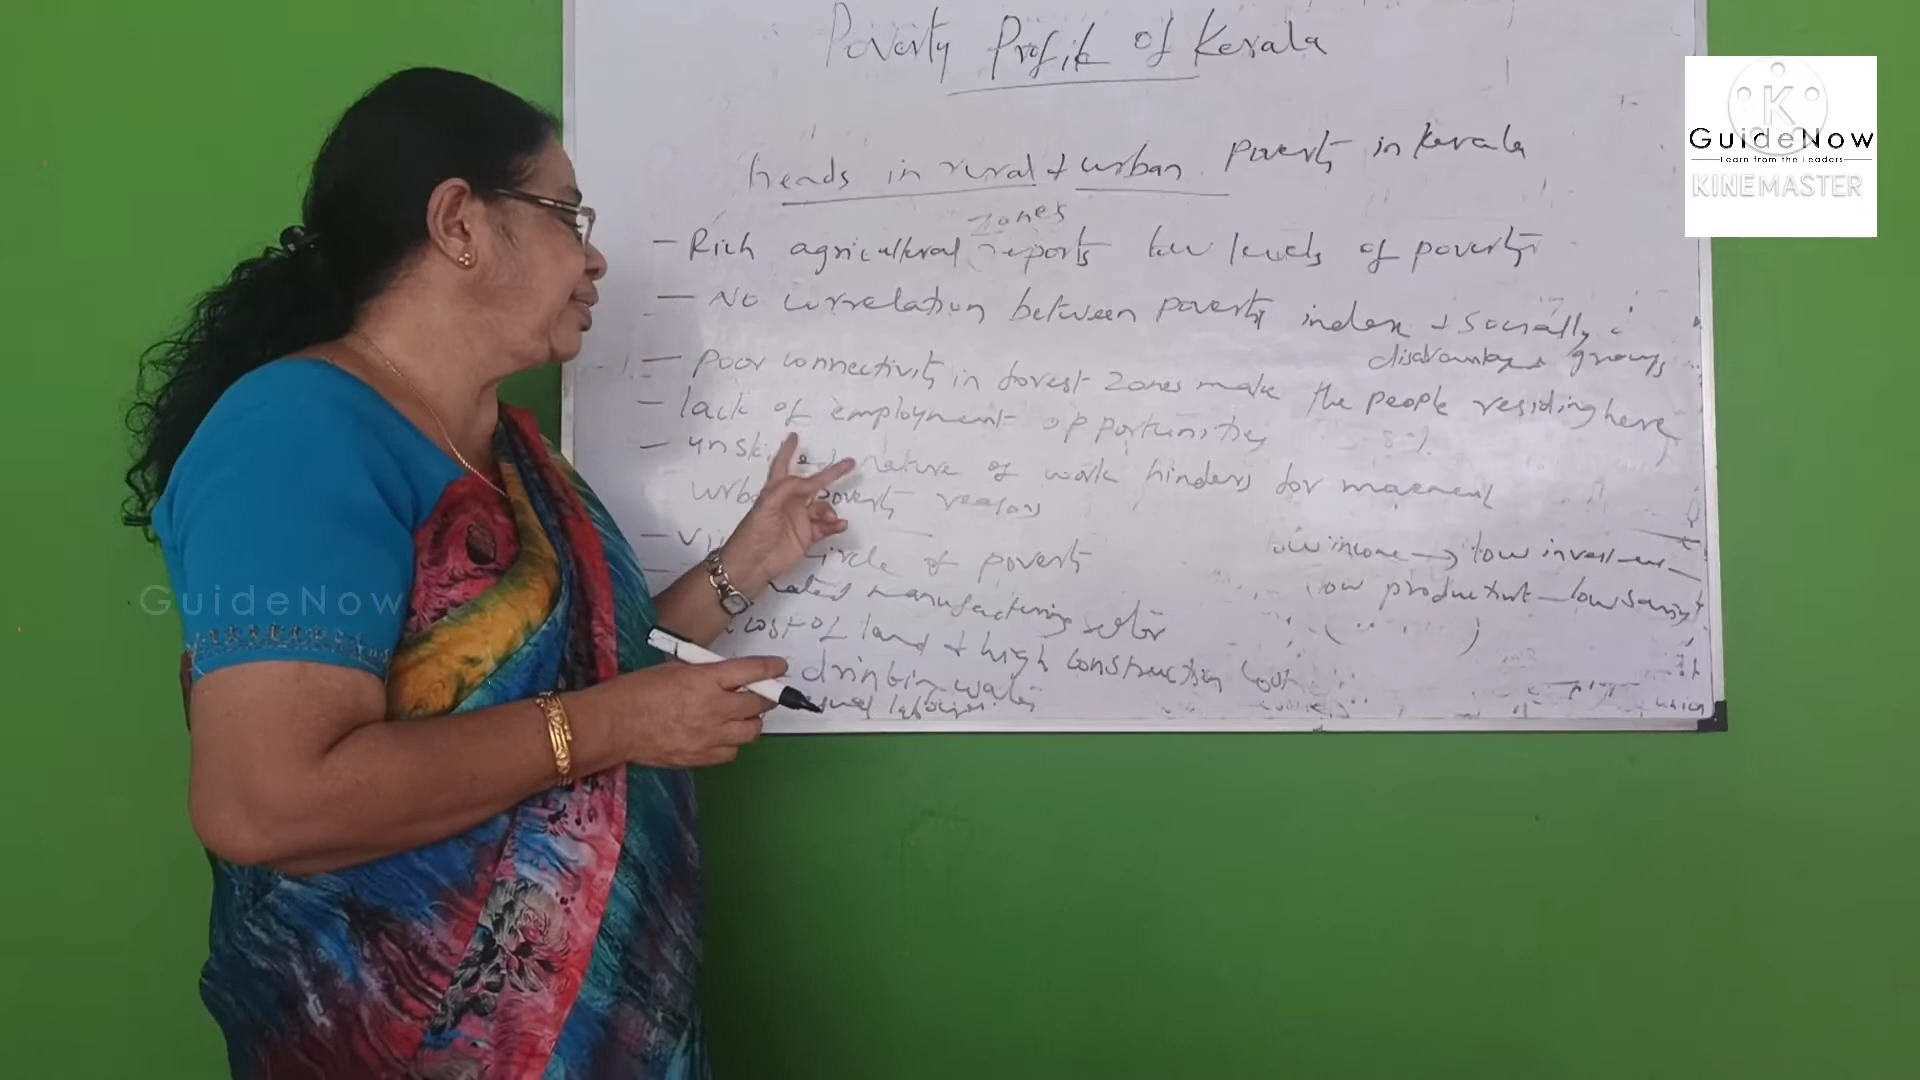 Poverty Profile of Kerala
Trends in rural + urban Poverty in Kerala
zones
- Rich agricultural reports low levels of poverty
- No correlation between poverty index + Socially
disadvantage groups
- Poor connectivity in forest zones make the people residing here
- lack of employment opportunities
- unskilled nature of work hinders for
urban poverty reasons
- circle of poverty
low income → low investment
low productivity - low saving
manufacturing sector
cost of land + high construction cost
drinking water
GuideNow
Learn from the Leaders
KINEMASTER
GuideNow